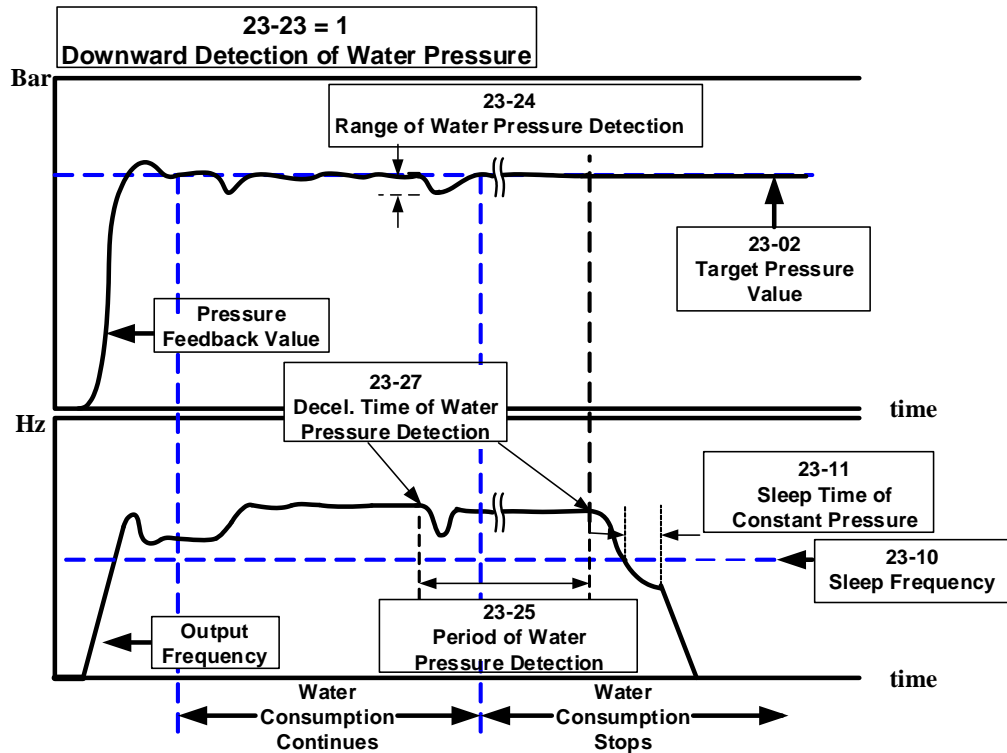 23-23 = 1
Downward Detection of Water Pressure
Bar
23-24
Range of Water Pressure Detection
23-02
Target Pressure
Value
Pressure
Feedback Value
time
23-27
Decel. Time of Water
Pressure Detection
Hz
23-11
Sleep Time of
Constant Pressure
23-10
Sleep Frequency
23-25
Period of Water
Pressure Detection
Output
Frequency
time
Water
Consumption
Continues
Water
Consumption
Stops